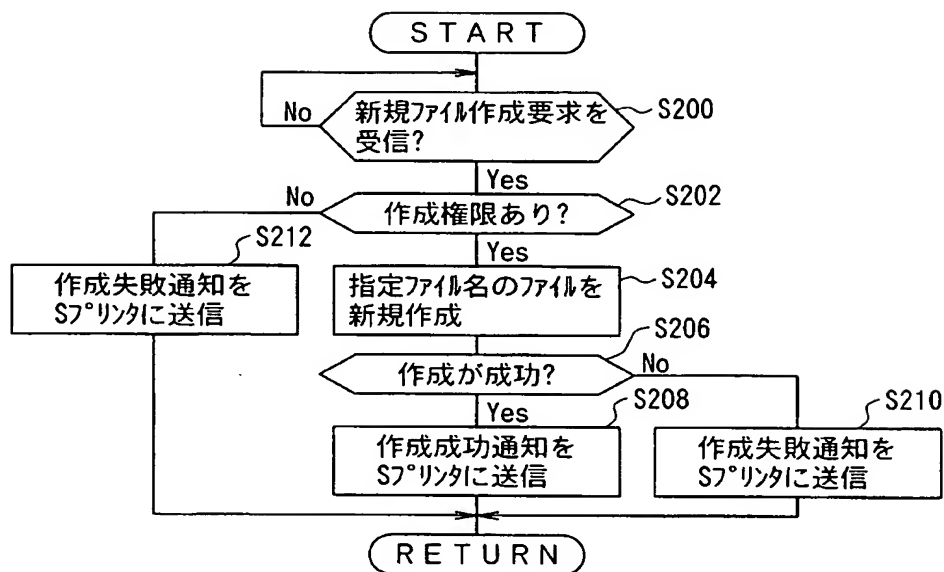 START
No
新規ファイル作成要求を
受信?
S200
Yes
No
作成権限あり?
S202
S212
Yes
作成失敗通知を
Sプリンタに送信
指定ファイル名のファイルを
新規作成
S204
S206
作成が成功?
No
Yes
S208
S210
作成成功通知を
Sプリンタに送信
作成失敗通知を
Sプリンタに送信
RETURN